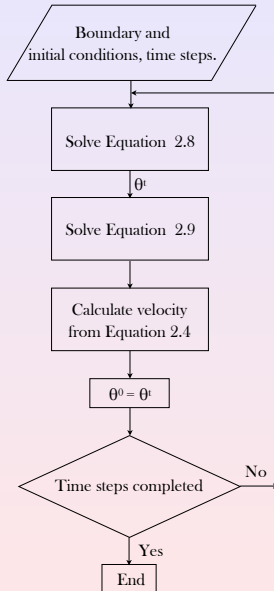 Boundary and
initial conditions, time steps.
Solve Equation 2.8
θᵗ
Solve Equation 2.9
Calculate velocity
from Equation 2.4
θ⁰ = θᵗ
Time steps completed
No
Yes
End